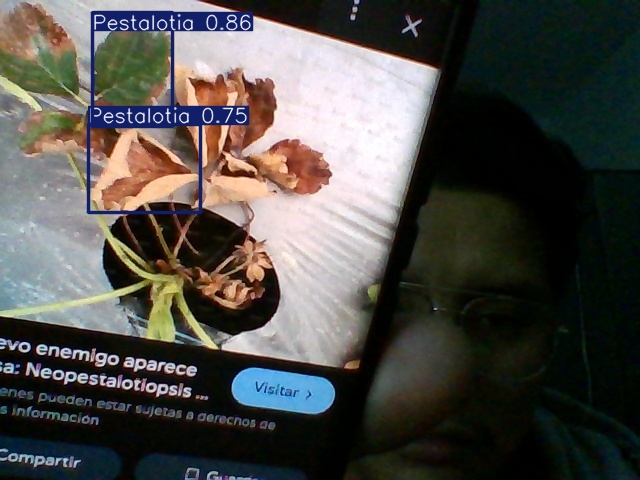 Pestalotia 0.86
Pestalotia 0.75
evo enemigo aparece
sa: Neopestalotiopsis ...
Visitar >
enes pueden estar sujetas a derechos de
s información
Compartir